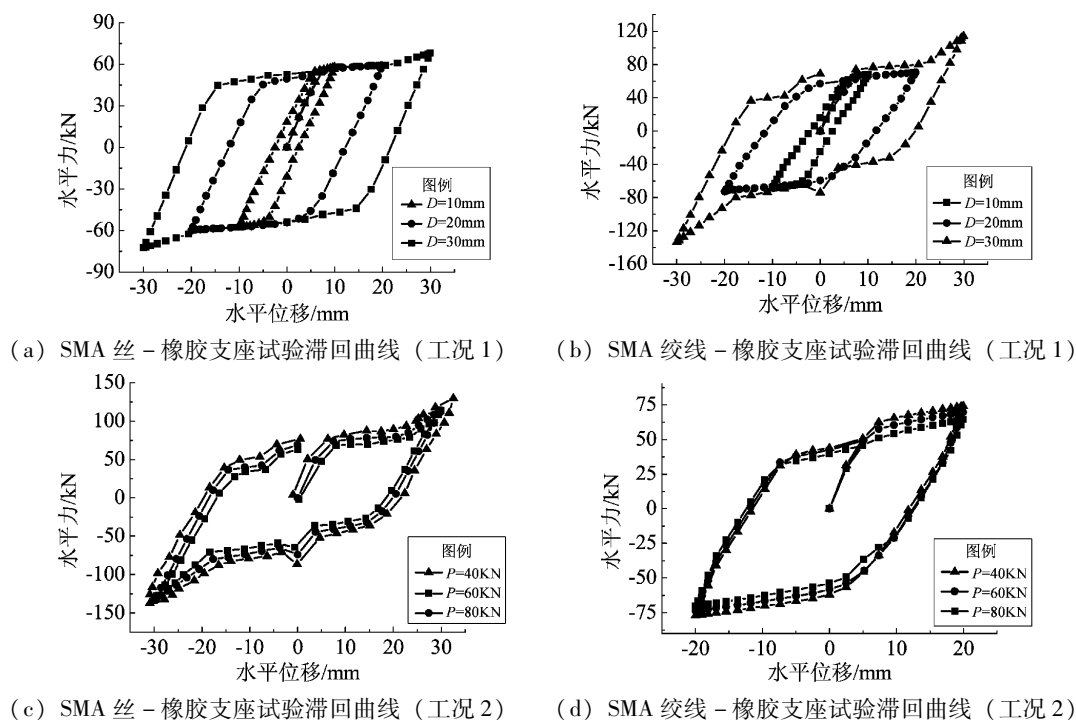 90
60
30
0
-30
-60
-90
水平力/kN
-30 -20 -10 0 10 20 30
水平位移/mm
图例
D=10mm
D=20mm
D=30mm
(a) SMA 丝-橡胶支座试验滞回曲线(工况 1)
120
80
40
0
-40
-80
-120
-160
水平力/kN
-30 -20 -10 0 10 20 30
水平位移/mm
图例
D=10mm
D=20mm
D=30mm
(b) SMA 绞线-橡胶支座试验滞回曲线(工况 1)
150
100
50
0
-50
-100
-150
水平力/kN
-30 -20 -10 0 10 20 30
水平位移/mm
图例
P=40KN
P=60KN
P=80KN
(c) SMA 丝-橡胶支座试验滞回曲线(工况 2)
75
50
25
0
-25
-50
-75
水平力/kN
-20 -10 0 10 20
水平位移/mm
图例
P=40KN
P=60KN
P=80KN
(d) SMA 绞线-橡胶支座试验滞回曲线(工况 2)